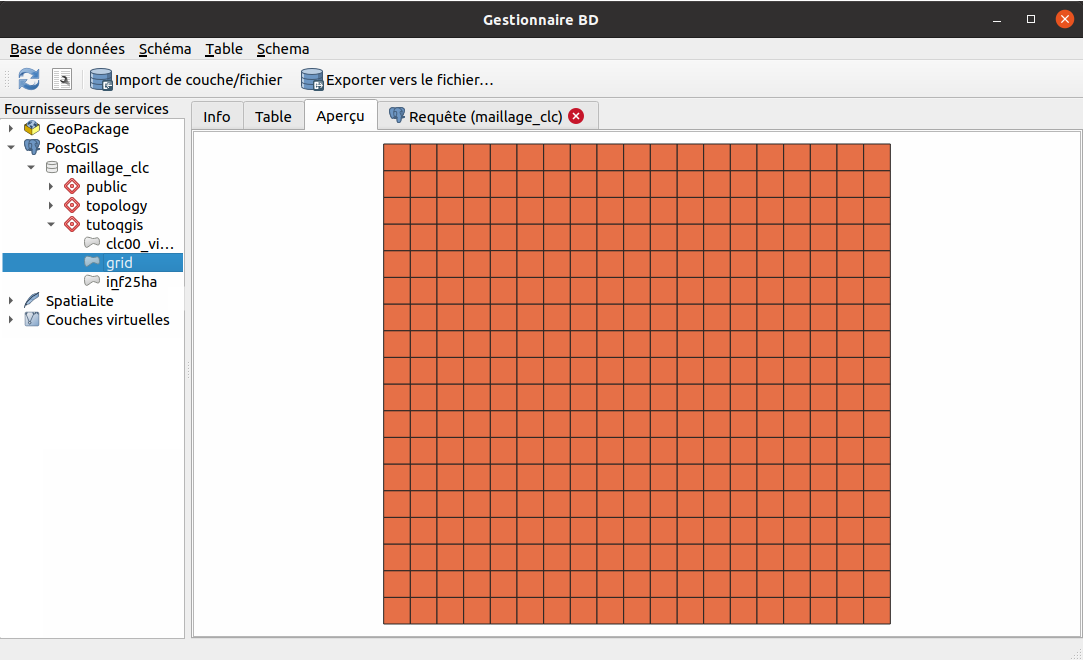 Gestionnaire BD
Base de données Schéma Table Schema
Import de couche/fichier Exporter vers le fichier...
Fournisseurs de services
GeoPackage
PostGIS
maillage_clc
public
topology
tutoqgis
clc00_vi...
grid
inf25ha
SpatiaLite
Couches virtuelles
Info Table Aperçu Requête (maillage_clc)